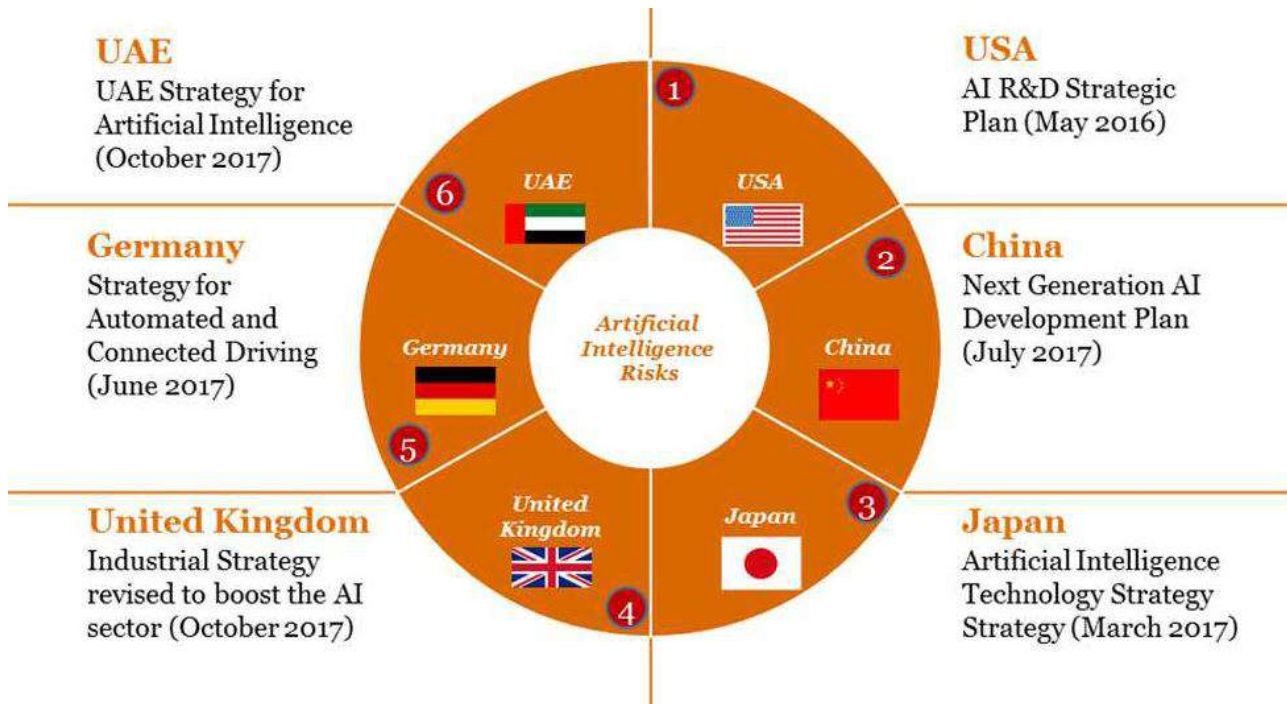 UAE
UAE Strategy for
Artificial Intelligence
(October 2017)
USA
AI R&D Strategic
Plan (May 2016)
1
6
UAE
USA
Germany
Strategy for
Automated and
Connected Driving
(June 2017)
2
China
Next Generation AI
Development Plan
(July 2017)
Artificial
Intelligence
Risks
Germany
China
5
3
United Kingdom
Industrial Strategy
revised to boost the AI
sector (October 2017)
United
Kingdom
Japan
4
Japan
Artificial Intelligence
Technology Strategy
Strategy (March 2017)